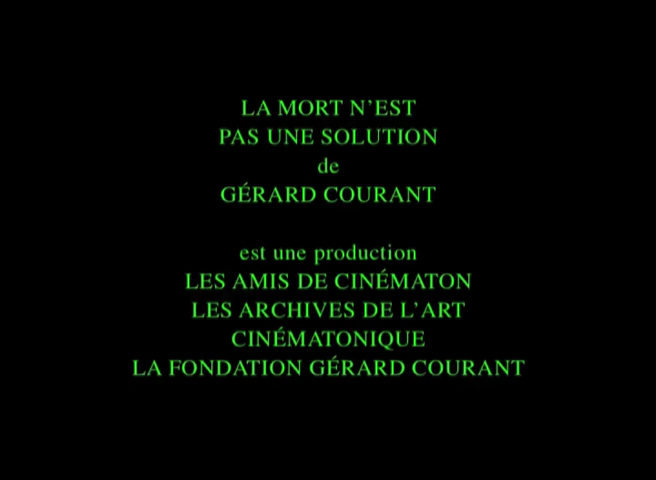 LA MORT N’EST
PAS UNE SOLUTION
de
GÉRARD COURANT
est une production
LES AMIS DE CINÉMATON
LES ARCHIVES DE L’ART
CINÉMATONIQUE
LA FONDATION GÉRARD COURANT